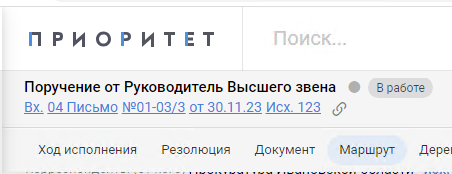 ПРИОРИТЕТ
Поиск...
Поручение от Руководитель Высшего звена
В работе
Вх. 04 Письмо №01-03/3 от 30.11.23 Исх. 123
Ход исполнения
Резолюция
Документ
Маршрут
Дере